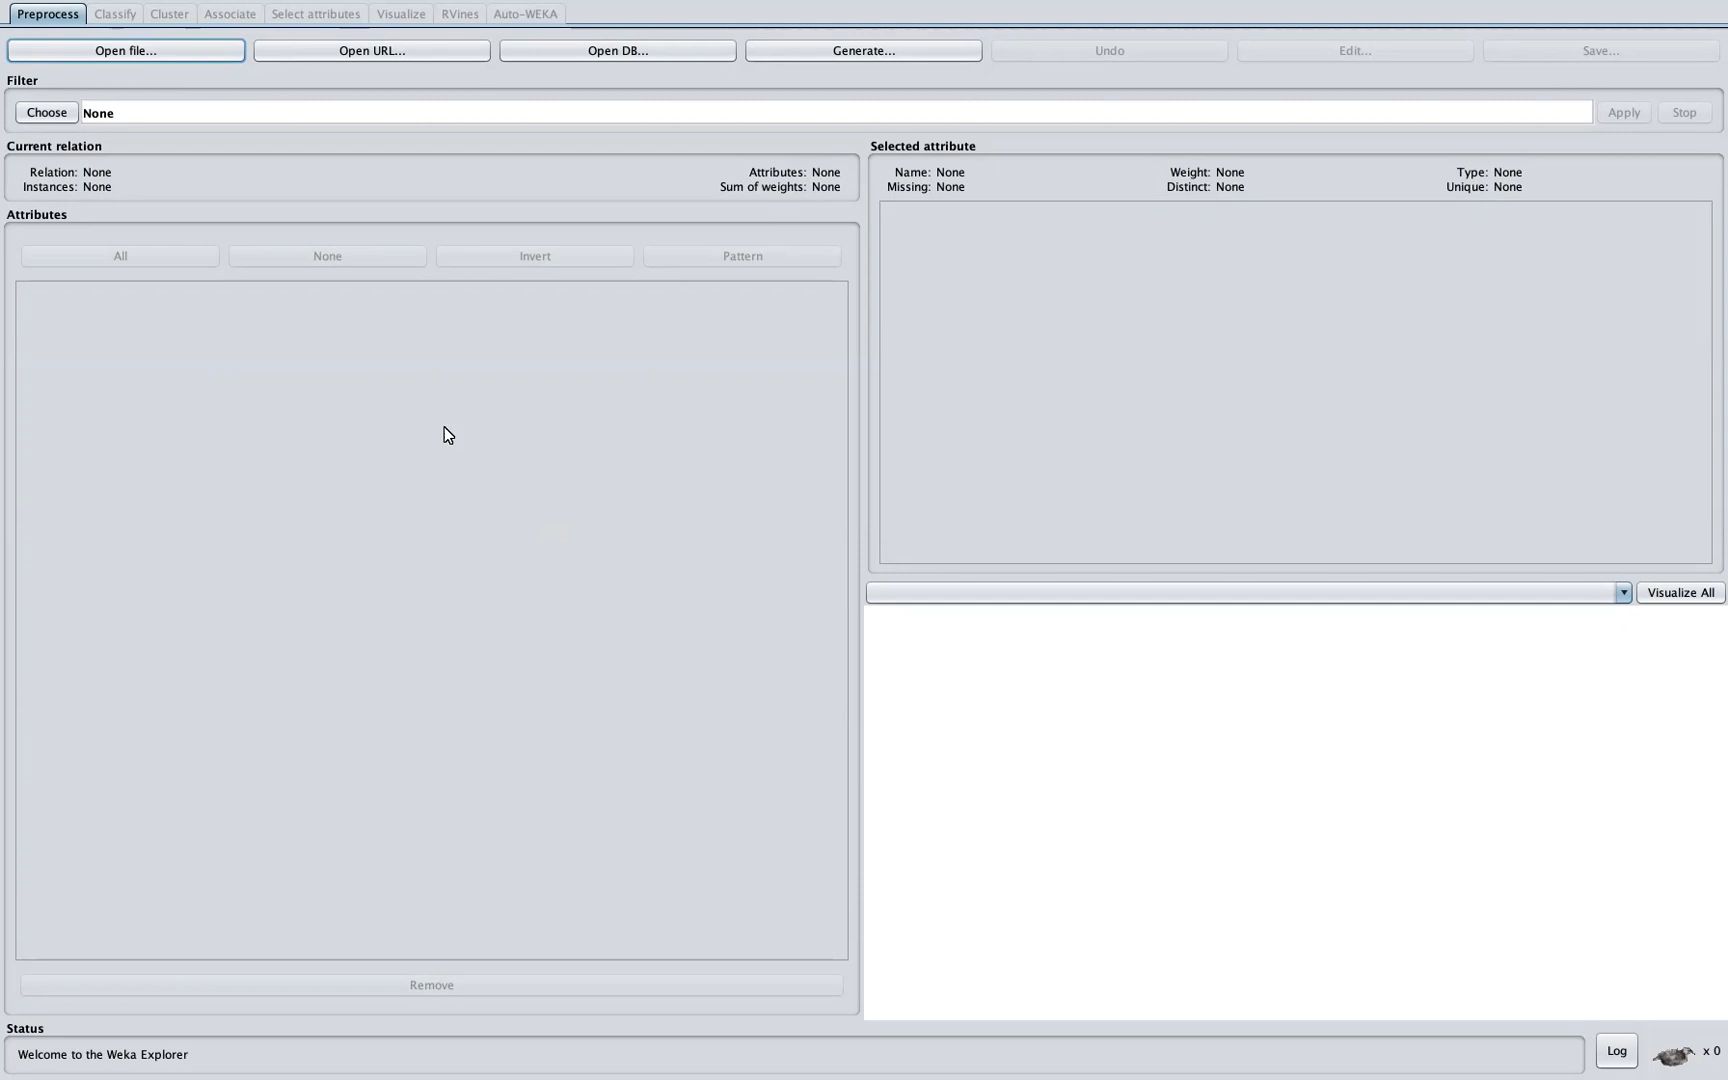 Preprocess Classify Cluster Associate Select attributes Visualize RVines Auto-WEKA
Open file... Open URL... Open DB... Generate... Undo Edit... Save...
Filter
Choose None Apply Stop
Current relation
Relation: None Attributes: None
Instances: None Sum of weights: None
Selected attribute
Name: None Weight: None Type: None
Missing: None Distinct: None Unique: None
Attributes
All None Invert Pattern
Visualize All
Remove
Status
Welcome to the Weka Explorer
Log x 0